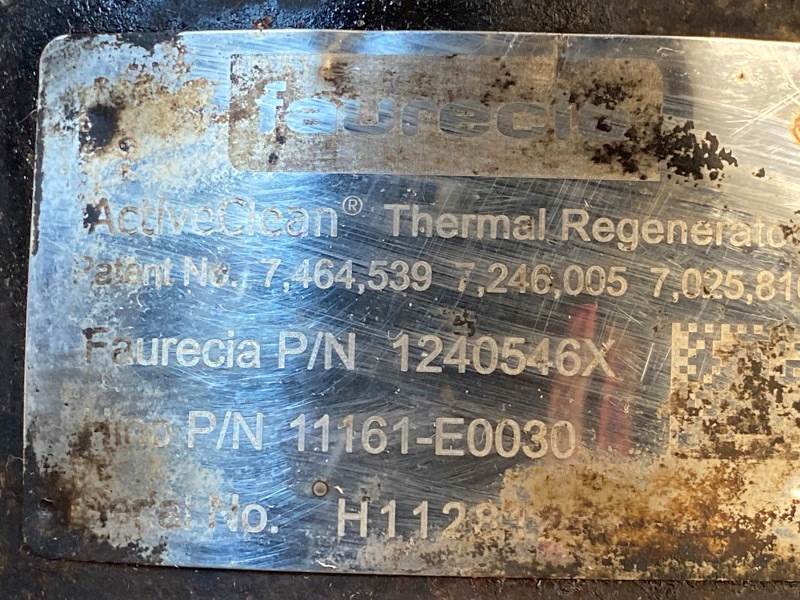 faurecia
ActiveClean® Thermal Regenerato
Patent No. 7,464,539 7,246,005 7,025,810
Faurecia P/N 1240546X
Hino P/N 11161-E0030
Serial No.